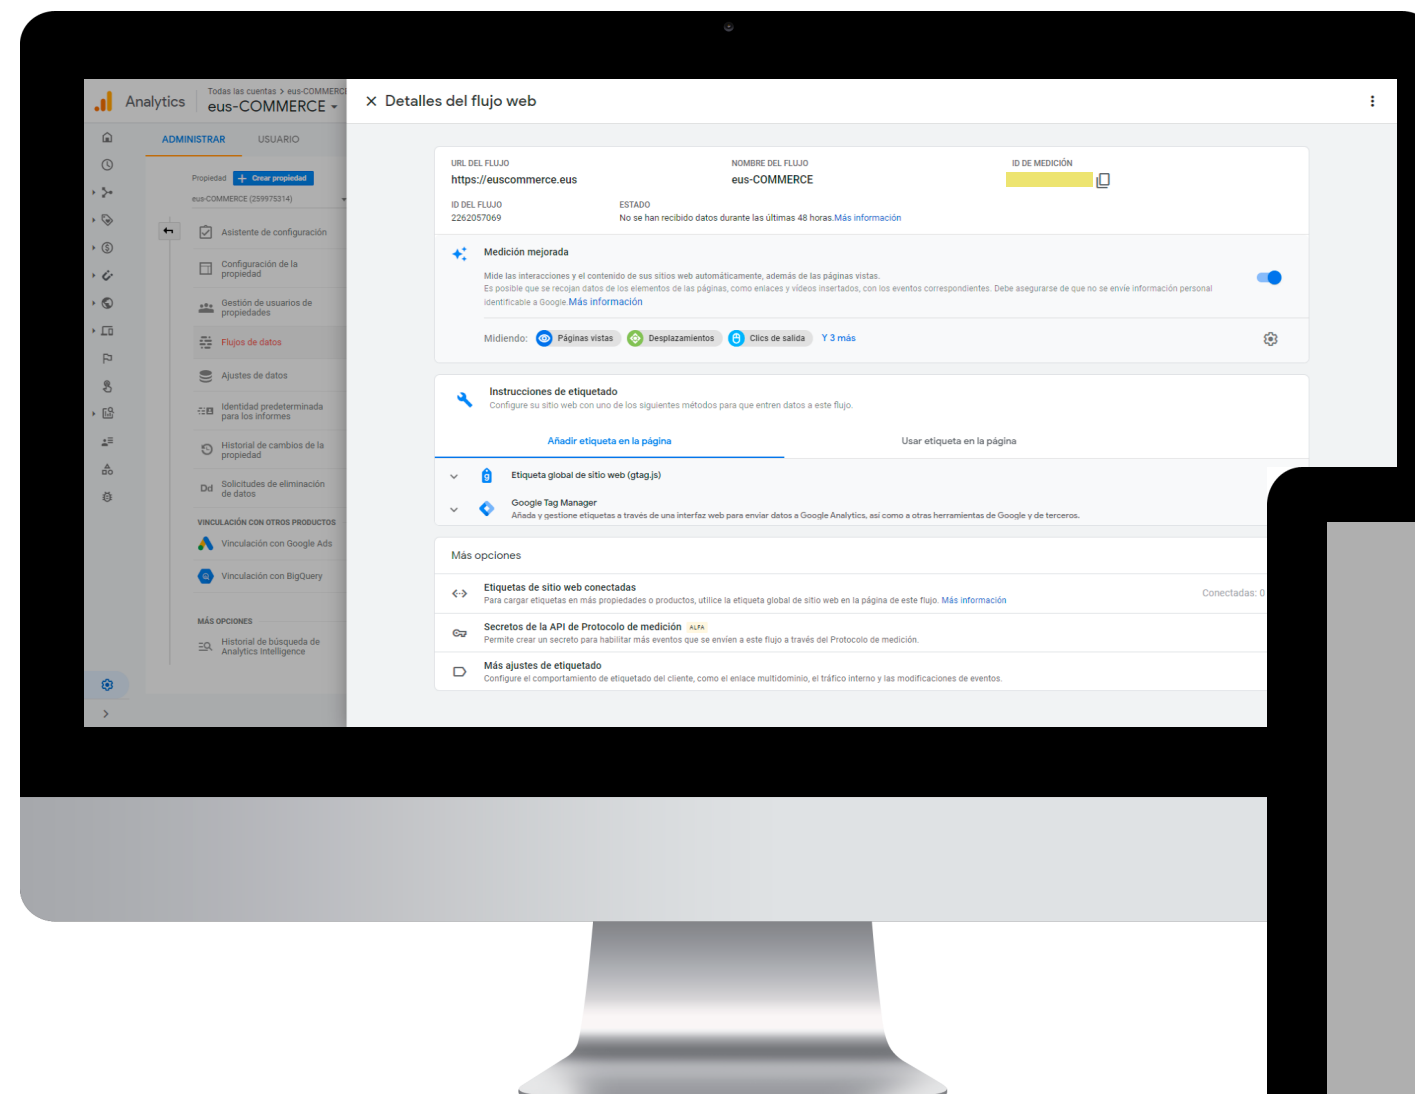 Analytics
Todas las cuentas > eus-COMMERC
eus-COMMERCE
Detalles del flujo web
ADMINISTRAR
USUARIO
Propiedad
+ Crear propiedad
eus-COMMERCE (259975314)
Asistente de configuración
Configuración de la
propiedad
Gestión de usuarios de
propiedades
Flujos de datos
Ajustes de datos
Identidad predeterminada
para los informes
Historial de cambios de la
propiedad
Dd
Solicitudes de eliminación
de datos
VINCULACIÓN CON OTROS PRODUCTOS
Vinculación con Google Ads
Vinculación con BigQuery
MÁS OPCIONES
Historial de búsqueda de
Analytics Intelligence
URL DEL FLUJO
https://euscommerce.eus
NOMBRE DEL FLUJO
eus-COMMERCE
ID DE MEDICIÓN
ID DEL FLUJO
2262057069
ESTADO
No se han recibido datos durante las últimas 48 horas.Más información
Medición mejorada
Mide las interacciones y el contenido de sus sitios web automáticamente, además de las páginas vistas.
Es posible que se recojan datos de los elementos de las páginas, como enlaces y vídeos insertados, con los eventos correspondientes. Debe asegurarse de que no se envíe información personal
identificable a Google.Más información
Midiendo:
Páginas vistas
Desplazamientos
Clics de salida
Y 3 más
Instrucciones de etiquetado
Configure su sitio web con uno de los siguientes métodos para que entren datos a este flujo.
Añadir etiqueta en la página
Usar etiqueta en la página
g
Etiqueta global de sitio web (gtag.js)
Google Tag Manager
Añada y gestione etiquetas a través de una interfaz web para enviar datos a Google Analytics, así como a otras herramientas de Google y de terceros.
Más opciones
Etiquetas de sitio web conectadas
Para cargar etiquetas en más propiedades o productos, utilice la etiqueta global de sitio web en la página de este flujo. Más información
Conectadas: 0
Secretos de la API de Protocolo de medición ALFA
Permite crear un secreto para habilitar más eventos que se envíen a este flujo a través del Protocolo de medición.
Más ajustes de etiquetado
Configure el comportamiento de etiquetado del cliente, como el enlace multidominio, el tráfico interno y las modificaciones de eventos.